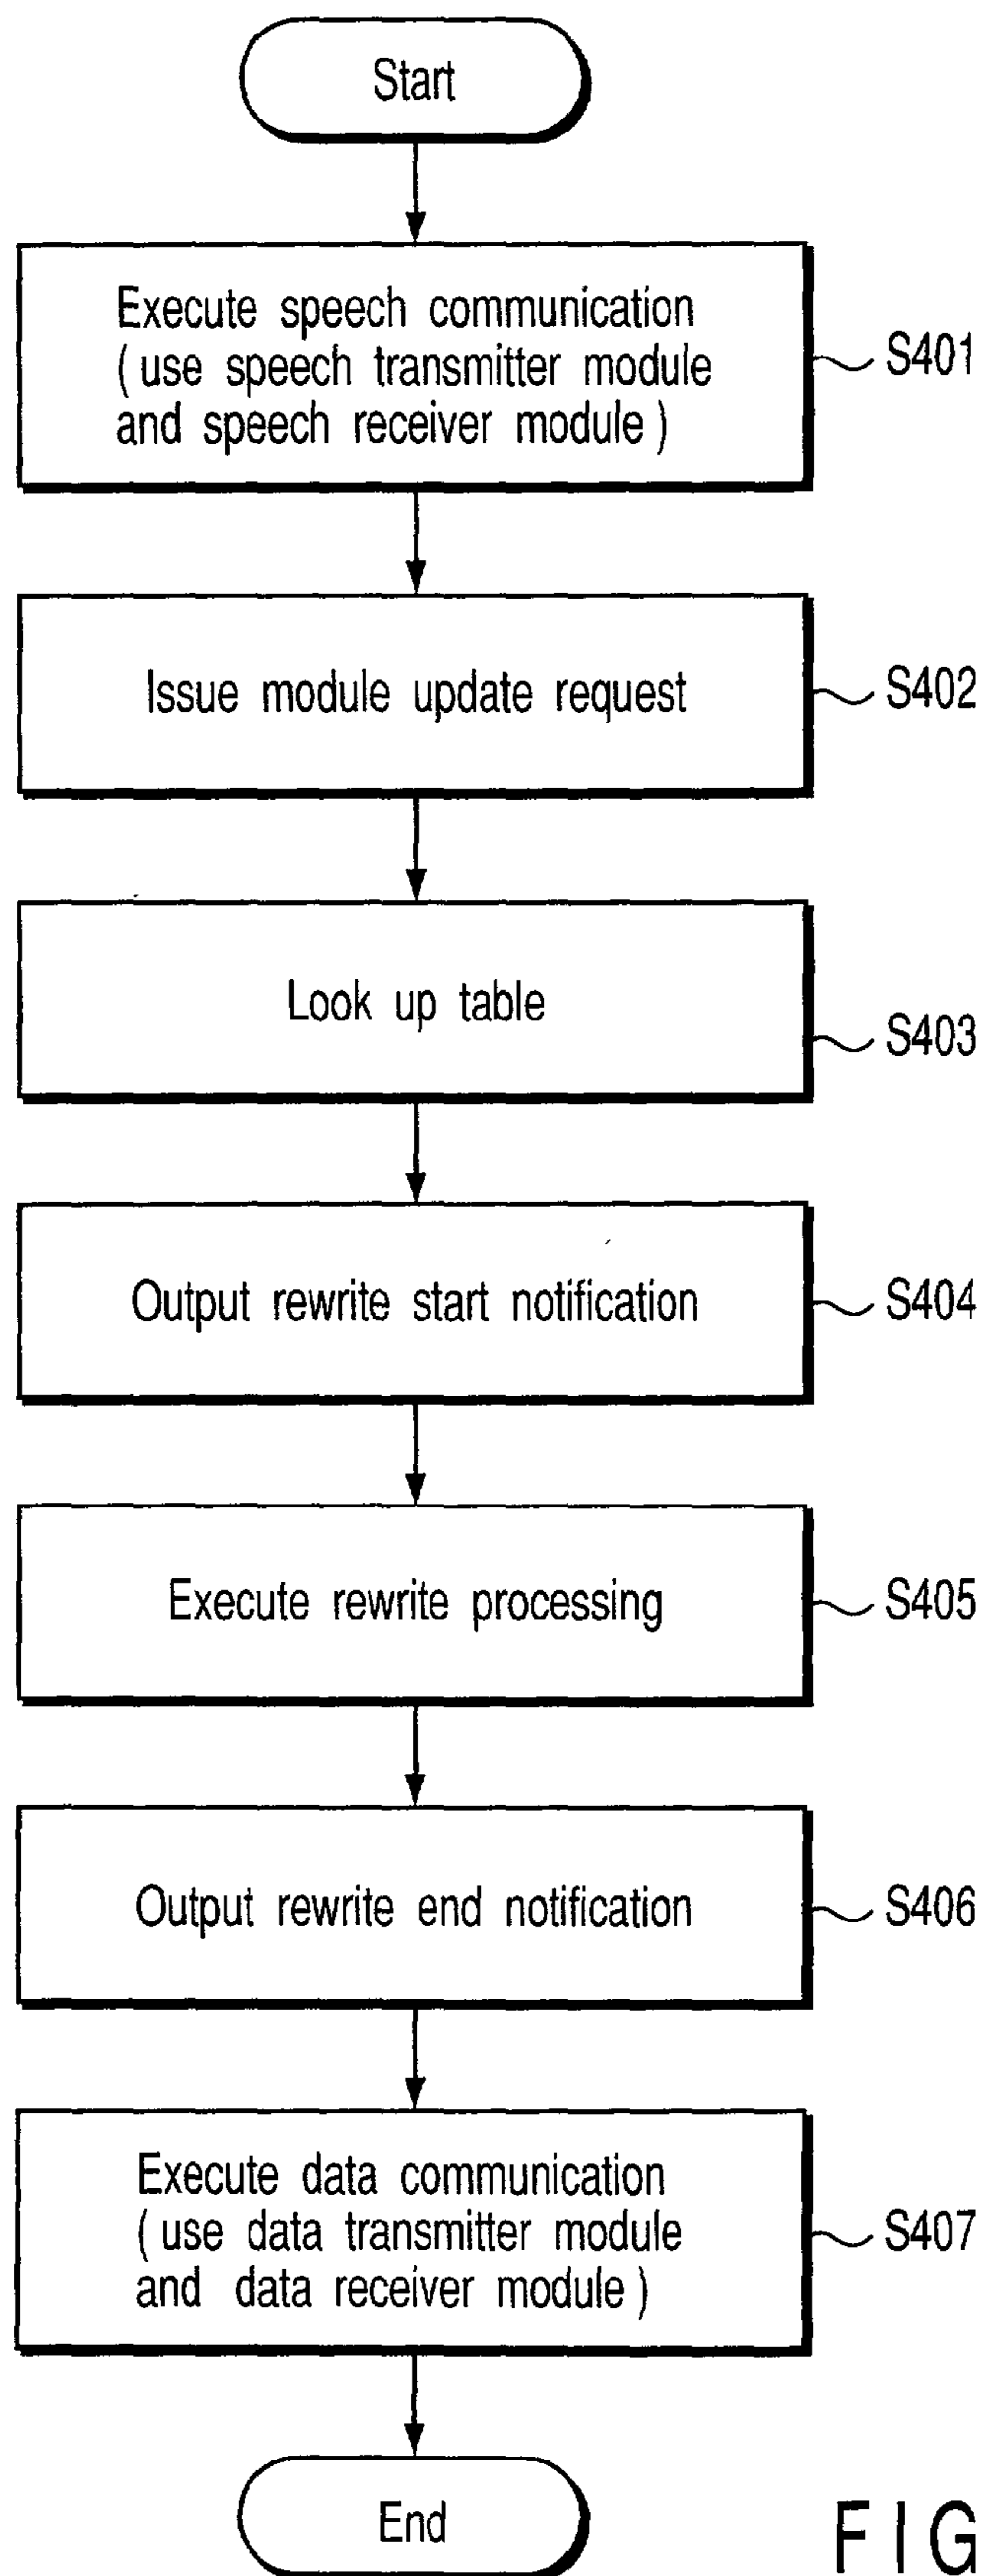 Start
Execute speech communication
(use speech transmitter module
and speech receiver module)
S401
Issue module update request
S402
Look up table
S403
Output rewrite start notification
S404
Execute rewrite processing
S405
Output rewrite end notification
S406
Execute data communication
(use data transmitter module
and data receiver module)
S407
End
FIG